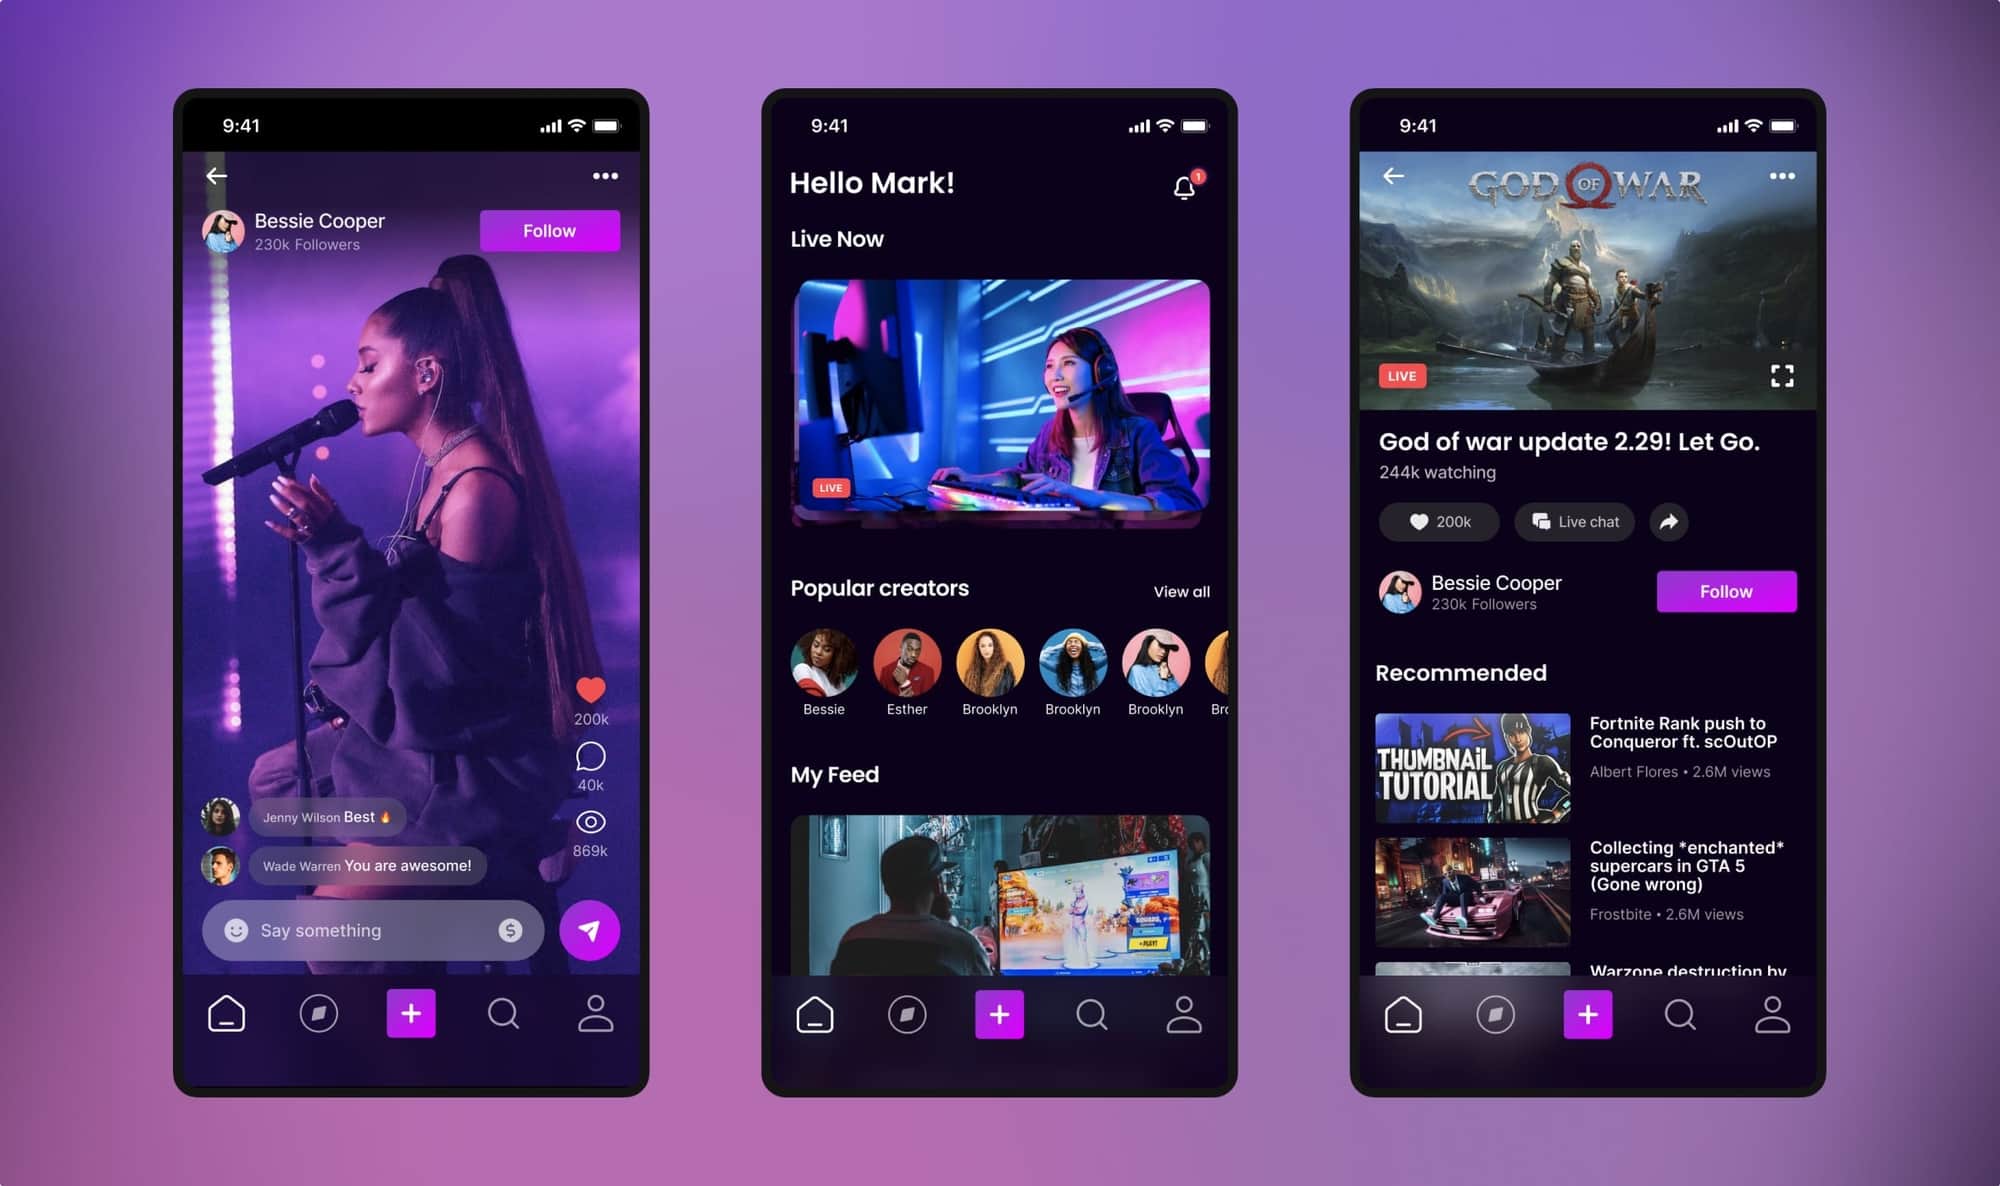 9:41
Bessie Cooper
230k Followers
Follow
200k
40k
869k
Jenny Wilson Best 🔥
Wade Warren You are awesome!
Say something
9:41
Hello Mark!
1
Live Now
LIVE
Popular creators
View all
Bessie
Esther
Brooklyn
Brooklyn
Brooklyn
Bro
My Feed
9:41
GOD OF WAR
LIVE
God of war update 2.29! Let Go.
244k watching
200k
Live chat
Bessie Cooper
230k Followers
Follow
Recommended
THUMBNAIL
TUTORIAL
Fortnite Rank push to
Conqueror ft. scOutOP
Albert Flores • 2.6M views
Collecting *enchanted*
supercars in GTA 5
(Gone wrong)
Frostbite • 2.6M views
Warzone destruction by